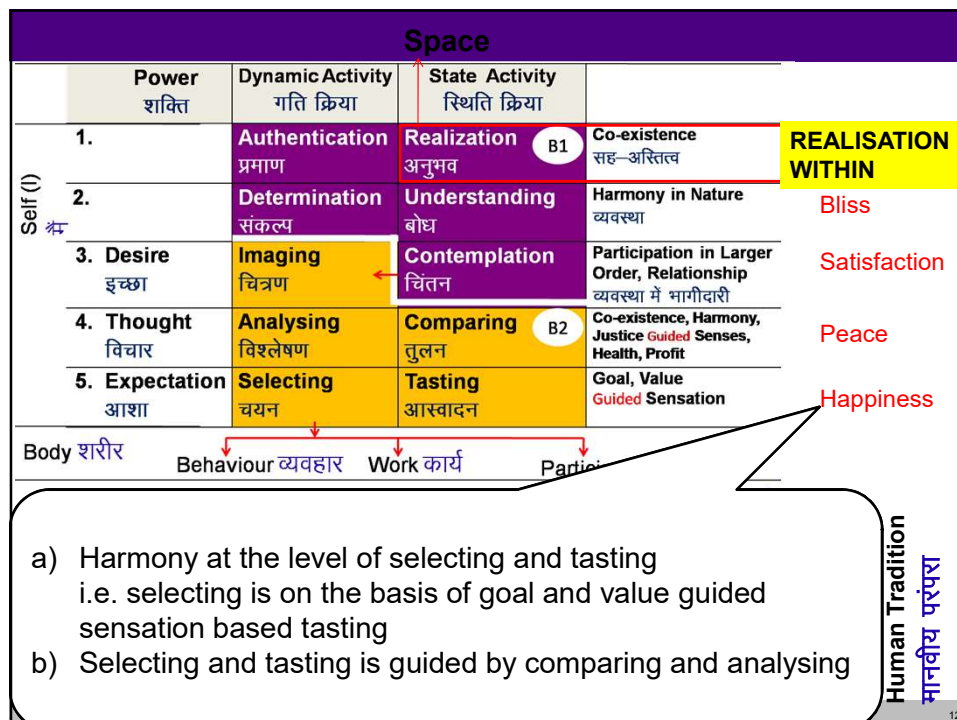 Space
Power Dynamic Activity State Activity
शक्ति गति क्रिया स्थिति क्रिया
Self (I)
मैं
1. Authentication Realization B1 Co-existence
प्रमाण अनुभव सह–अस्तित्व
REALISATION
WITHIN
2. Determination Understanding Harmony in Nature
संकल्प बोध व्यवस्था
Bliss
3. Desire Imaging Contemplation Participation in Larger
Order, Relationship
इच्छा चित्रण चिंतन व्यवस्था में भागीदारी
Satisfaction
4. Thought Analysing Comparing B2 Co-existence, Harmony,
Justice Guided Senses,
विचार विश्लेषण तुलन Health, Profit
Peace
5. Expectation Selecting Tasting Goal, Value
Guided Sensation
आशा चयन आस्वादन
Happiness
Body शरीर
Behaviour व्यवहार Work कार्य
a) Harmony at the level of selecting and tasting
i.e. selecting is on the basis of goal and value guided
sensation based tasting
b) Selecting and tasting is guided by comparing and analysing
Human Tradition
मानवीय परंपरा